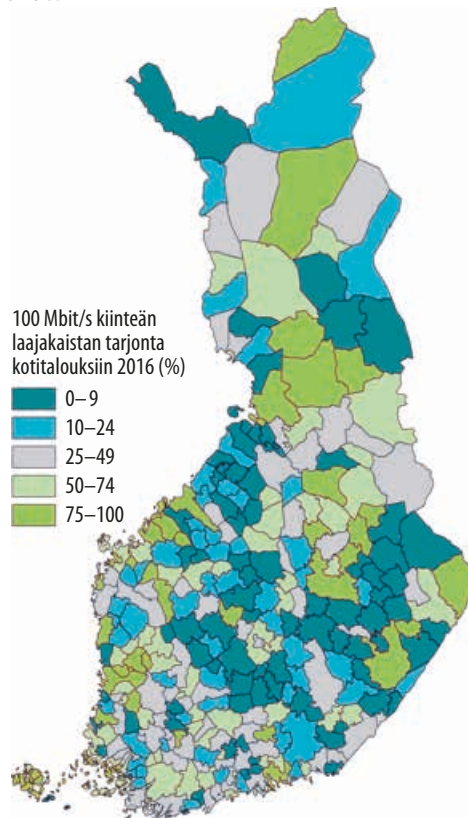 100 Mbit/s kiinteän
laajakaistan tarjonta
kotitalouksiin 2016 (%)
0–9
10–24
25–49
50–74
75–100